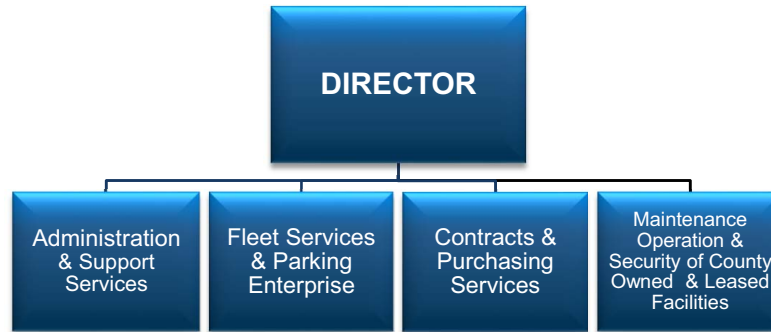 DIRECTOR
Administration
& Support
Services
Fleet Services
& Parking
Enterprise
Contracts &
Purchasing
Services
Maintenance
Operation &
Security of County
Owned & Leased
Facilities